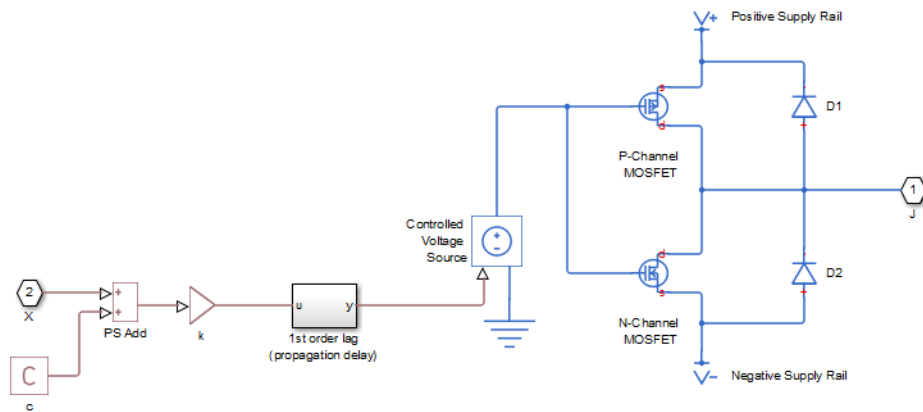 V+
Positive Supply Rail
s
d
D1
+
P-Channel
MOSFET
1
J
Controlled
Voltage
Source
+
-
d
s
D2
+
N-Channel
MOSFET
2
X
+
+
PS Add
k
u
y
1st order lag
(propagation delay)
C
c
V-
Negative Supply Rail